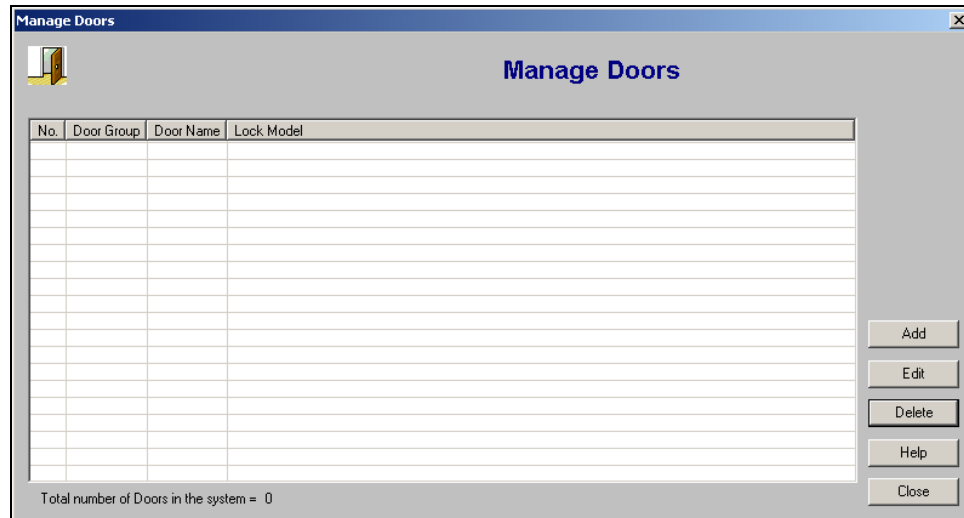 Manage Doors
Manage Doors
No. Door Group Door Name Lock Model
Add
Edit
Delete
Help
Close
Total number of Doors in the system = 0